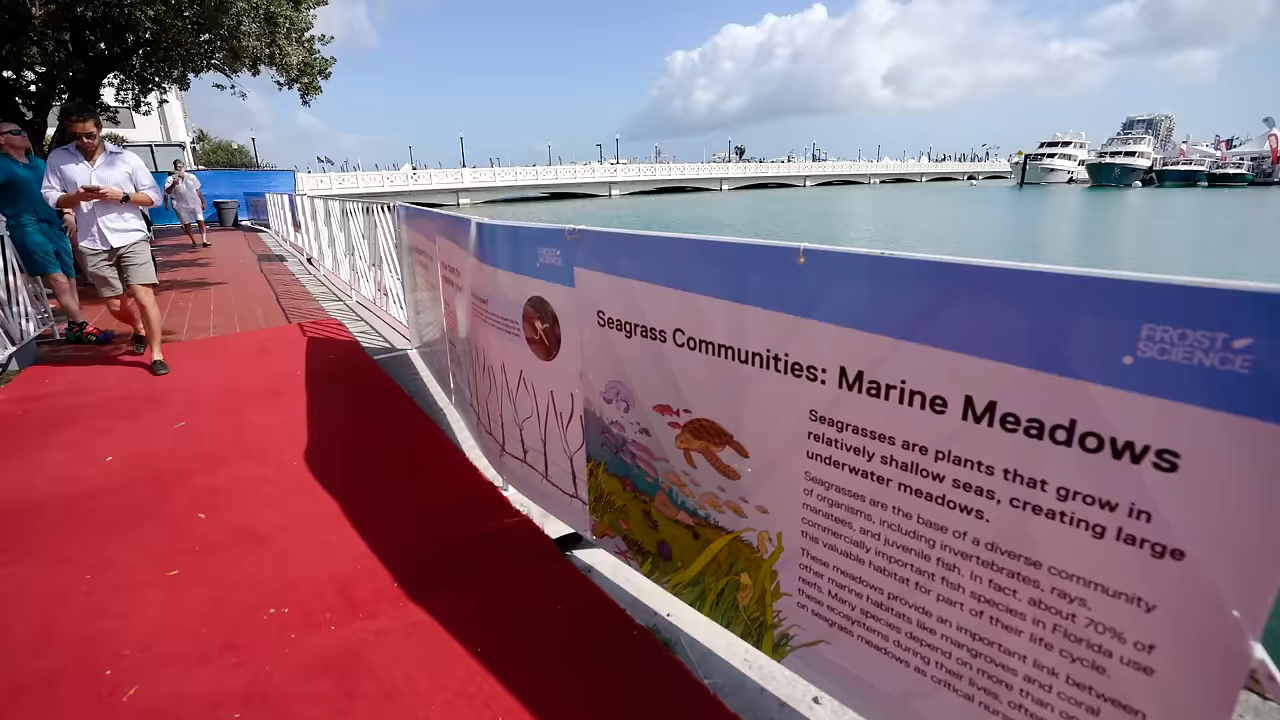 FROST
SCIENCE
FROST
SCIENCE
Seagrass Communities: Marine Meadows
Seagrasses are plants that grow in
relatively shallow seas, creating large
underwater meadows.
Seagrasses are the base of a diverse community
of organisms, including invertebrates, rays,
manatees, and juvenile fish. In fact, about 70% of
commercially important fish species in Florida use
this valuable habitat for part of their life cycle.
These meadows provide an important link between
other marine habitats like mangroves and coral
reefs. Many species depend on more than
these ecosystems during their lives,
on seagrass meadows as critical